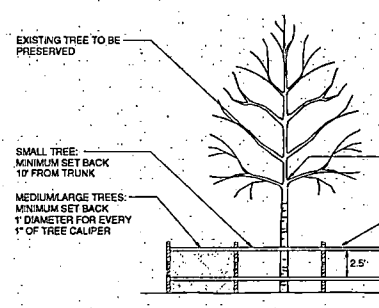 EXISTING TREE TO BE
PRESERVED
SMALL TREE:
MINIMUM SET BACK
10' FROM TRUNK
MEDIUM/LARGE TREES:
MINIMUM SET BACK
1' DIAMETER FOR EVERY
1" OF TREE CALIPER
2.5'